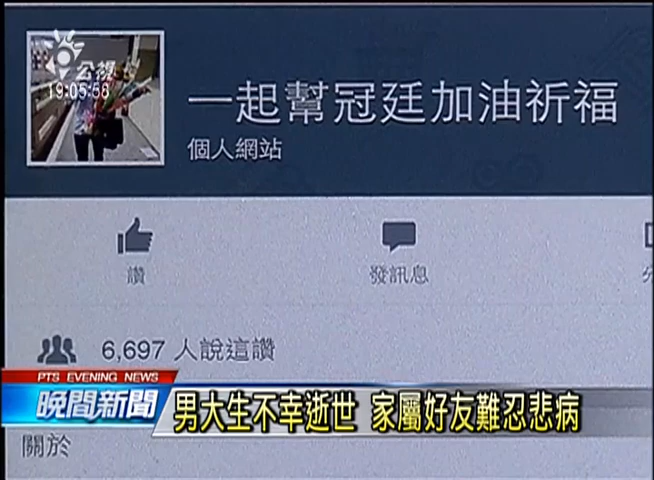 公視
19:05:58
一起幫冠廷加油祈福
個人網站
讚
發訊息
6,697 人說這讚
PTS EVENING NEWS
晚間新聞
男大生不幸逝世 家屬好友難忍悲病
關於